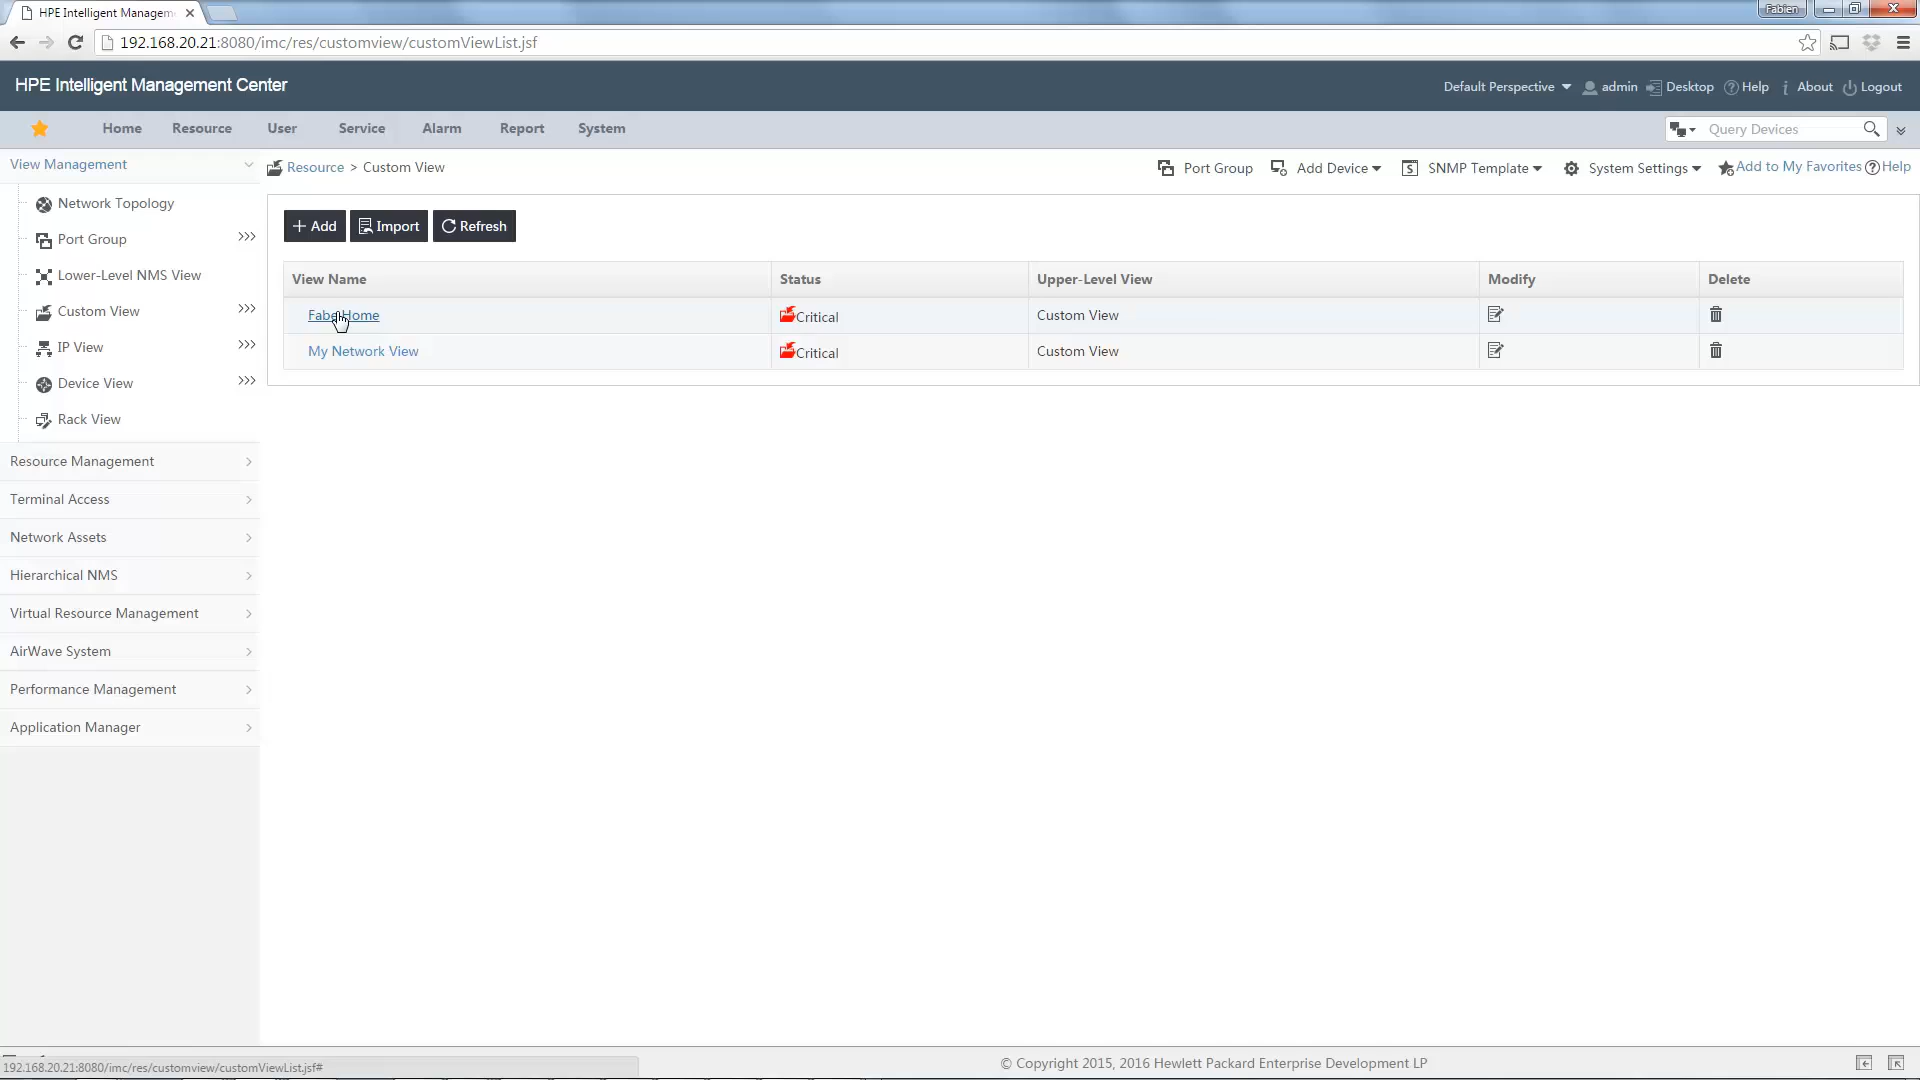 HPE Intelligent Managem
Fabien
192.168.20.21:8080/imc/res/customview/customViewList.jsf
HPE Intelligent Management Center
Default Perspective admin Desktop Help About Logout
Home Resource User Service Alarm Report System
Query Devices
View Management
Resource > Custom View
Port Group Add Device SNMP Template System Settings Add to My Favorites Help
Network Topology
Port Group >>>
Lower-Level NMS View
Custom View >>>
IP View >>>
Device View >>>
Rack View
Resource Management
Terminal Access
Network Assets
Hierarchical NMS
Virtual Resource Management
AirWave System
Performance Management
Application Manager
Add Import Refresh
View Name Status Upper-Level View Modify Delete
Home Critical Custom View
My Network View Critical Custom View
192.168.20.21:8080/imc/res/customview/customViewList.jsf#
© Copyright 2015, 2016 Hewlett Packard Enterprise Development LP